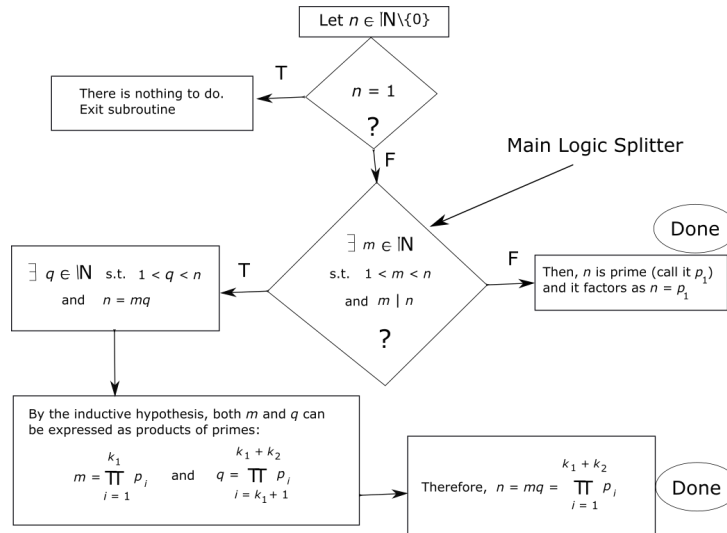 Let n ∈ ℕ\{0}
T
There is nothing to do.
Exit subroutine
n = 1
?
F
Main Logic Splitter
∃ m ∈ ℕ
s.t. 1 < m < n
and m | n
?
T
∃ q ∈ ℕ s.t. 1 < q < n
and n = mq
F
Done
Then, n is prime (call it p₁)
and it factors as n = p₁
By the inductive hypothesis, both m and q can
be expressed as products of primes:
k₁
m = ∏ pᵢ
i = 1
and
k₁ + k₂
q = ∏ pᵢ
i = k₁ + 1
k₁ + k₂
Therefore, n = mq = ∏ pᵢ
i = 1
Done